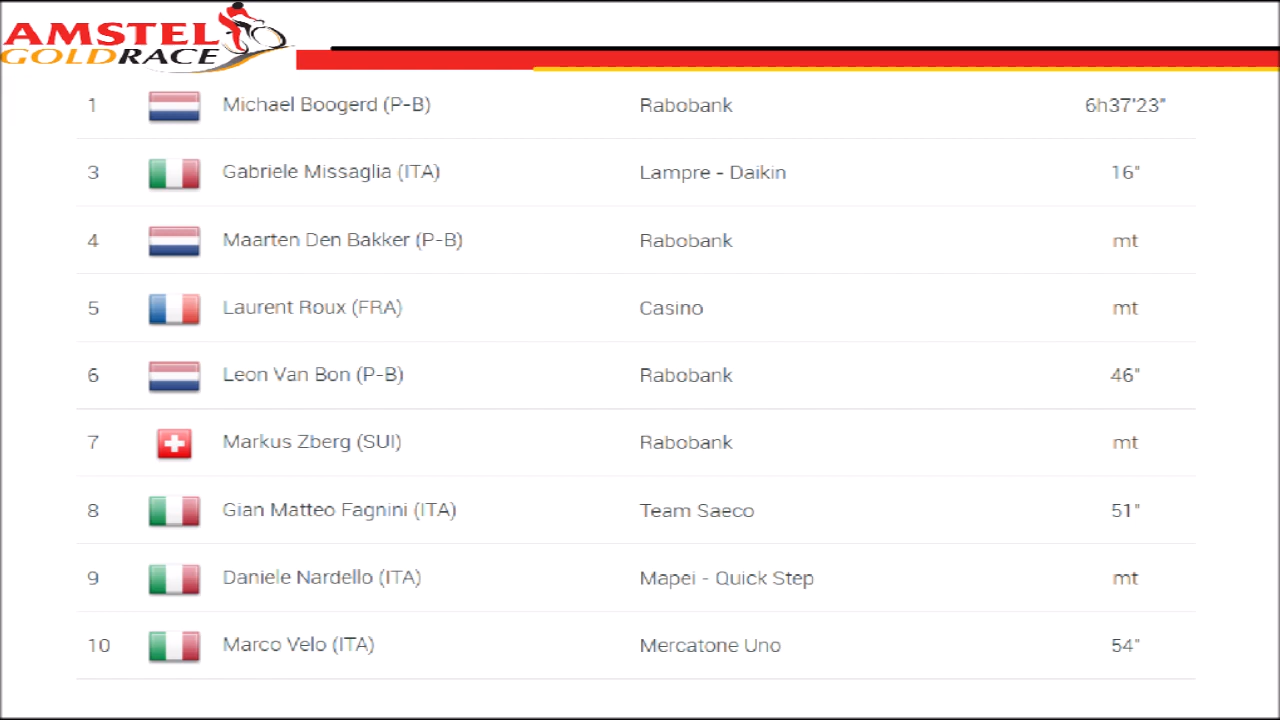 AMSTEL
GOLDRACE
1 Michael Boogerd (P-B) Rabobank 6h37'23"
3 Gabriele Missaglia (ITA) Lampre - Daikin 16"
4 Maarten Den Bakker (P-B) Rabobank mt
5 Laurent Roux (FRA) Casino mt
6 Leon Van Bon (P-B) Rabobank 46"
7 Markus Zberg (SUI) Rabobank mt
8 Gian Matteo Fagnini (ITA) Team Saeco 51"
9 Daniele Nardello (ITA) Mapei - Quick Step mt
10 Marco Velo (ITA) Mercatone Uno 54"